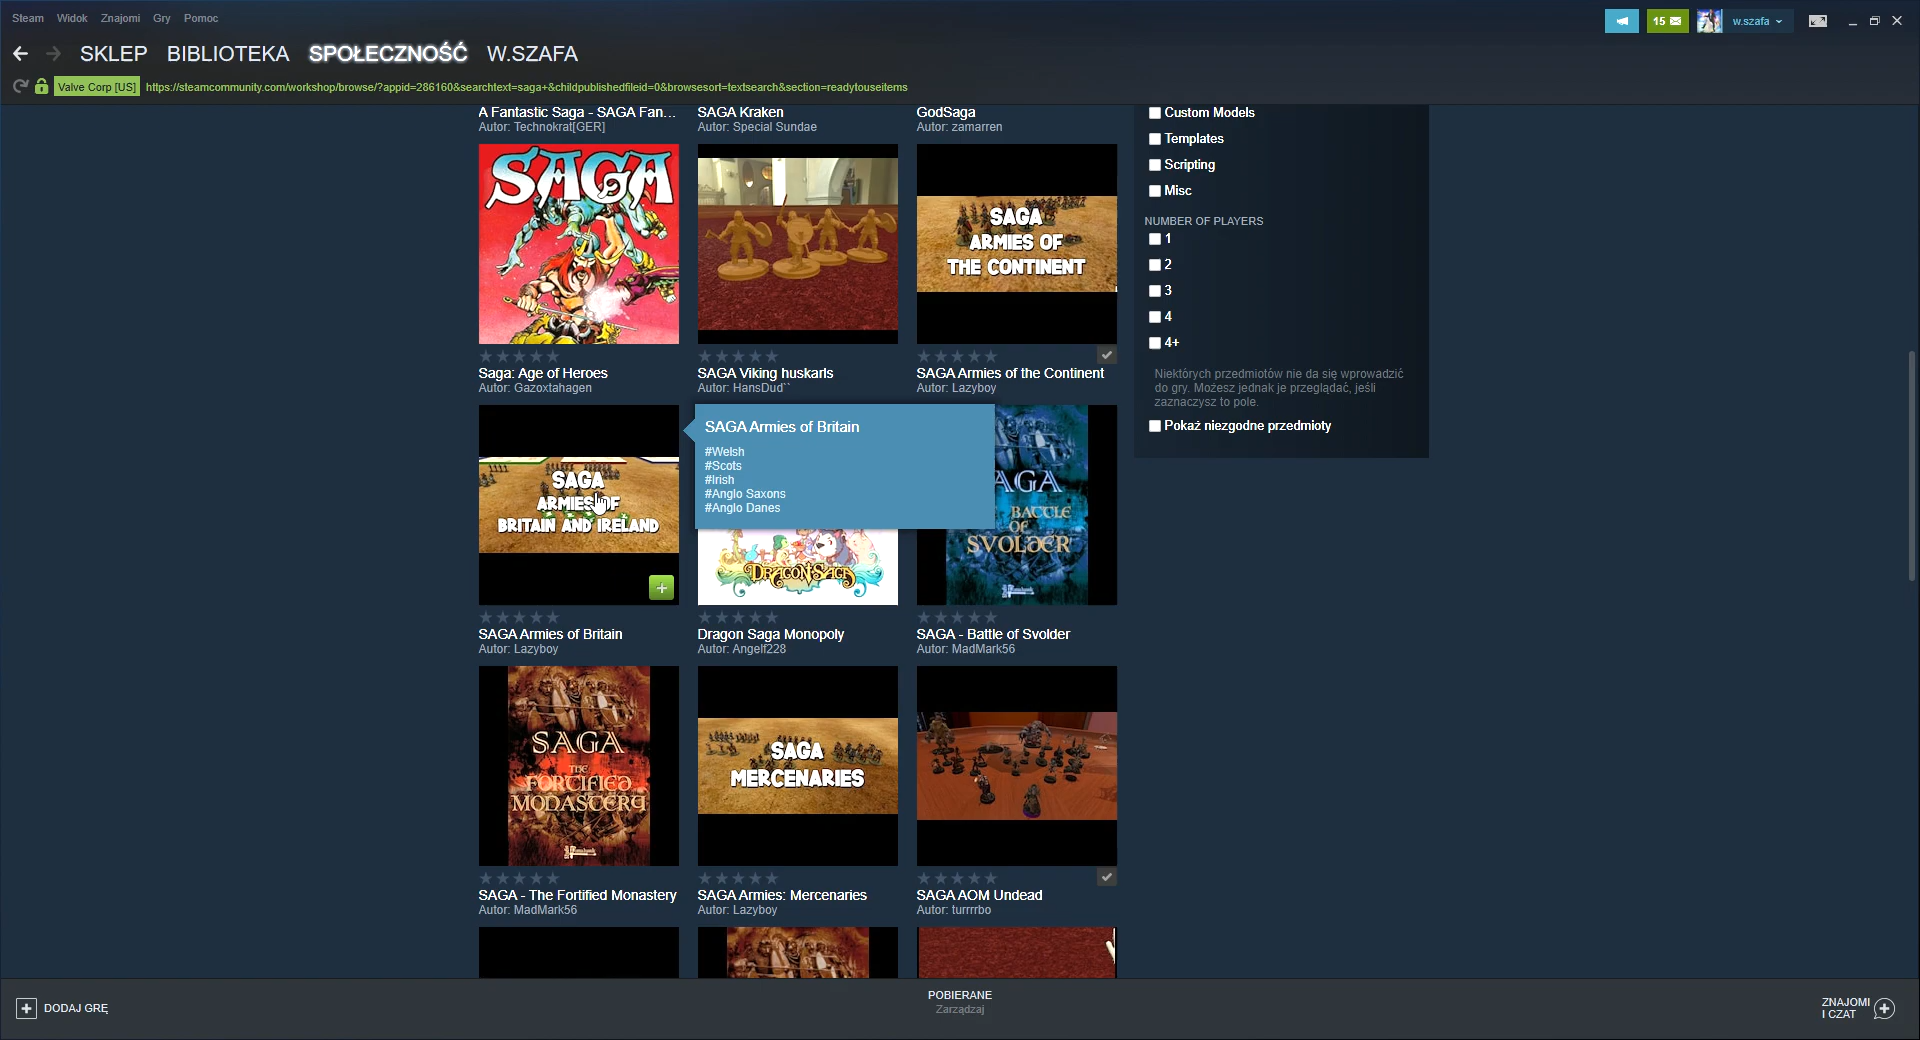 Steam Widok Znajomi Gry Pomoc
15
w.szafa
SKLEP BIBLIOTEKA SPOŁECZNOŚĆ W.SZAFA
Valve Corp [US] https://steamcommunity.com/workshop/browse/?appid=286160&searchtext=saga+&childpublishedfileid=0&browsesort=textsearch&section=readytouseitems
A Fantastic Saga - SAGA Fan...
Autor: Technokrat[GER]
SAGA Kraken
Autor: Special Sundae
GodSaga
Autor: zamarren
SAGA
SAGA
ARMIES OF
THE CONTINENT
Saga: Age of Heroes
Autor: Gazoxtahagen
SAGA Viking huskarls
Autor: HansDud``
SAGA Armies of the Continent
Autor: Lazyboy
SAGA
ARMIES OF
BRITAIN AND IRELAND
SAGA Armies of Britain
#Welsh
#Scots
#Irish
#Anglo Saxons
#Anglo Danes
DRAGON SAGA
AGA
BATTLE
OF
SVOLDER
SAGA Armies of Britain
Autor: Lazyboy
Dragon Saga Monopoly
Autor: Angelf228
SAGA - Battle of Svolder
Autor: MadMark56
SAGA
THE
FORTIFIED
MONASTERY
SAGA
MERCENARIES
SAGA - The Fortified Monastery
Autor: MadMark56
SAGA Armies: Mercenaries
Autor: Lazyboy
SAGA AOM Undead
Autor: turrrrbo
Custom Models
Templates
Scripting
Misc
NUMBER OF PLAYERS
1
2
3
4
4+
Niektórych przedmiotów nie da się wprowadzić
do gry. Możesz jednak je przeglądać, jeśli
zaznaczysz to pole.
Pokaż niezgodne przedmioty
DODAJ GRĘ
POBIERANE
Zarządzaj
ZNAJOMI
I CZAT